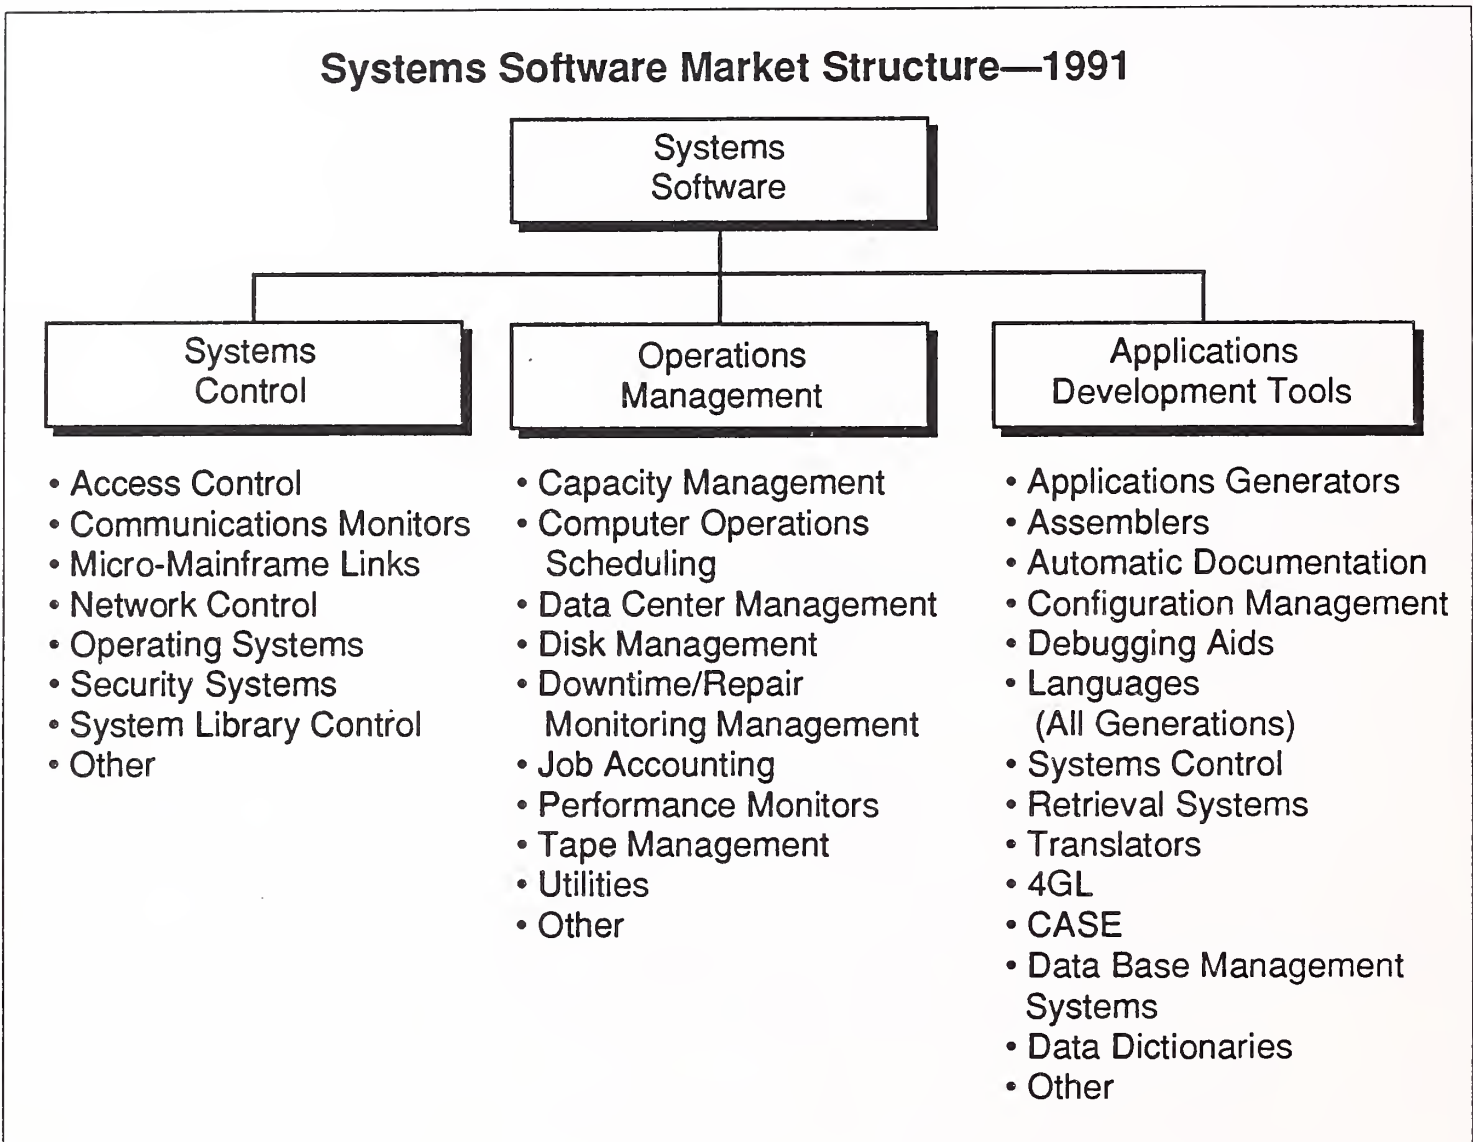 Systems Software Market Structure—1991
Systems
Software
Systems
Control
• Access Control
• Communications Monitors
• Micro-Mainframe Links
• Network Control
• Operating Systems
• Security Systems
• System Library Control
• Other
Operations
Management
• Capacity Management
• Computer Operations
Scheduling
• Data Center Management
• Disk Management
• Downtime/Repair
Monitoring Management
• Job Accounting
• Performance Monitors
• Tape Management
• Utilities
• Other
Applications
Development Tools
• Applications Generators
• Assemblers
• Automatic Documentation
• Configuration Management
• Debugging Aids
• Languages
(All Generations)
• Systems Control
• Retrieval Systems
• Translators
• 4GL
• CASE
• Data Base Management
Systems
• Data Dictionaries
• Other